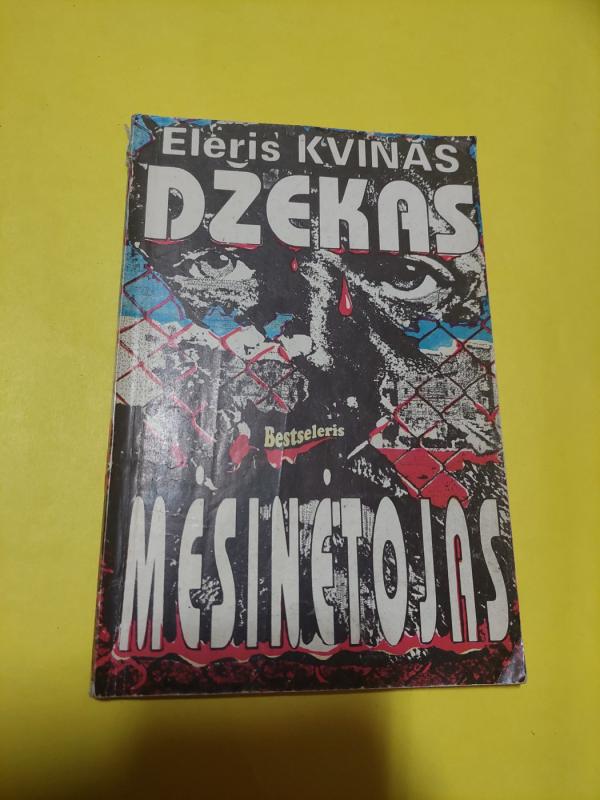 Eleris KVINAS
DŽEKAS
Bestseleris
MĖSINĖTOJAS